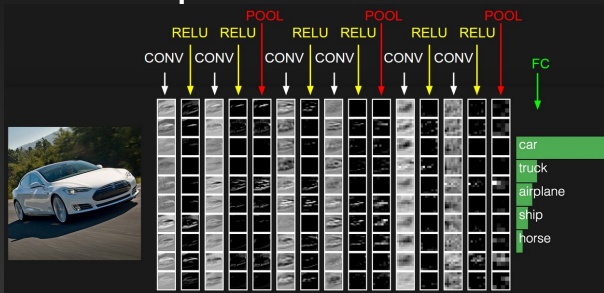 POOL POOL POOL
RELU RELU RELU RELU RELU RELU
CONV CONV CONV CONV CONV CONV
FC
car
truck
airplane
ship
horse